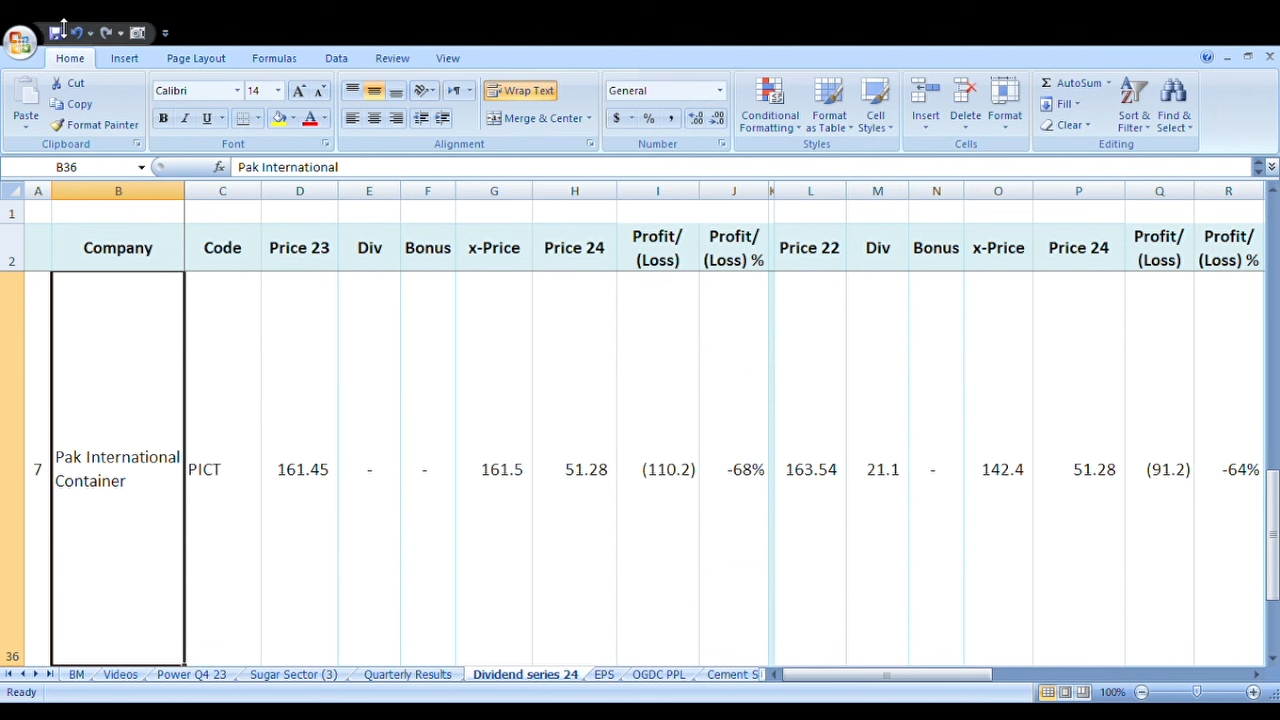 Home Insert Page Layout Formulas Data Review View
Paste Cut Copy Format Painter Clipboard
Calibri 14 B I U A A A Font
Wrap Text Merge & Center Alignment
General $ % , Number
Conditional Formatting Format as Table Cell Styles Styles
Insert Delete Format Cells
Σ AutoSum Fill Clear Sort & Filter Find & Select Editing
B36 fx Pak International
A B C D E F G H I J K L M N O P Q R
1
2 Company Code Price 23 Div Bonus x-Price Price 24 Profit/ (Loss) Profit/ (Loss) % Price 22 Div Bonus x-Price Price 24 Profit/ (Loss) Profit/ (Loss) %
7 Pak International Container PICT 161.45 - - 161.5 51.28 (110.2) -68% 163.54 21.1 - 142.4 51.28 (91.2) -64%
36
BM Videos Power Q4 23 Sugar Sector (3) Quarterly Results Dividend series 24 EPS OGDC PPL Cement S
Ready 100%